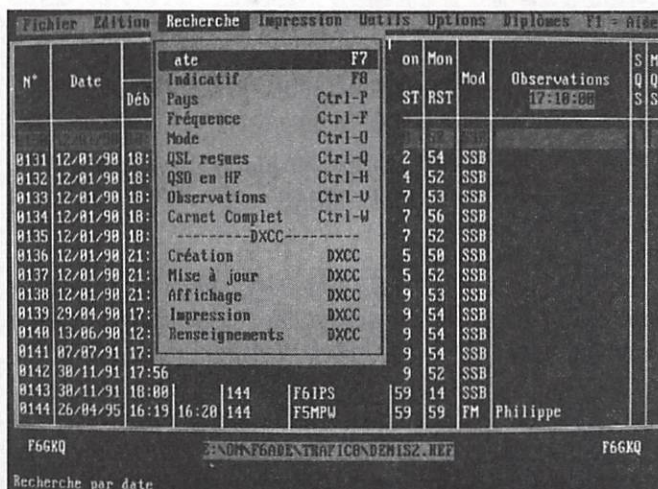 Fichier Edition Recherche Impression Outils Options Diplômes F1 = Aide
N° Date Déb on ST Mon RST Mod Observations 17:10:00 S Q S M Q S
ate F7
Indicatif F8
Pays Ctrl-P
Fréquence Ctrl-F
Mode Ctrl-O
QSL reçues Ctrl-Q
QSO en HF Ctrl-H
Observations Ctrl-V
Carnet Complet Ctrl-W
----------DXCC----------
Création DXCC
Mise à jour DXCC
Affichage DXCC
Impression DXCC
Renseignements DXCC
0131 12/01/90 18: 2 54 SSB
0132 12/01/90 18: 4 52 SSB
0133 12/01/90 18: 7 53 SSB
0134 12/01/90 18: 7 56 SSB
0135 12/01/90 18: 7 52 SSB
0136 12/01/90 21: 5 50 SSB
0137 12/01/90 21: 5 52 SSB
0138 12/01/90 21: 9 53 SSB
0139 29/04/90 17: 9 54 SSB
0140 13/06/90 12: 9 54 SSB
0141 07/07/91 17: 9 54 SSB
0142 30/11/91 17:56 9 52 SSB
0143 30/11/91 18:00 144 F6IPS 59 14 SSB
0144 26/04/95 16:19 16:20 144 F5MPW 59 59 FM Philippe
F6GKQ E:\OM\F6ADE\TRAFIC8\DEMISZ.REF F6GKQ
Recherche par date